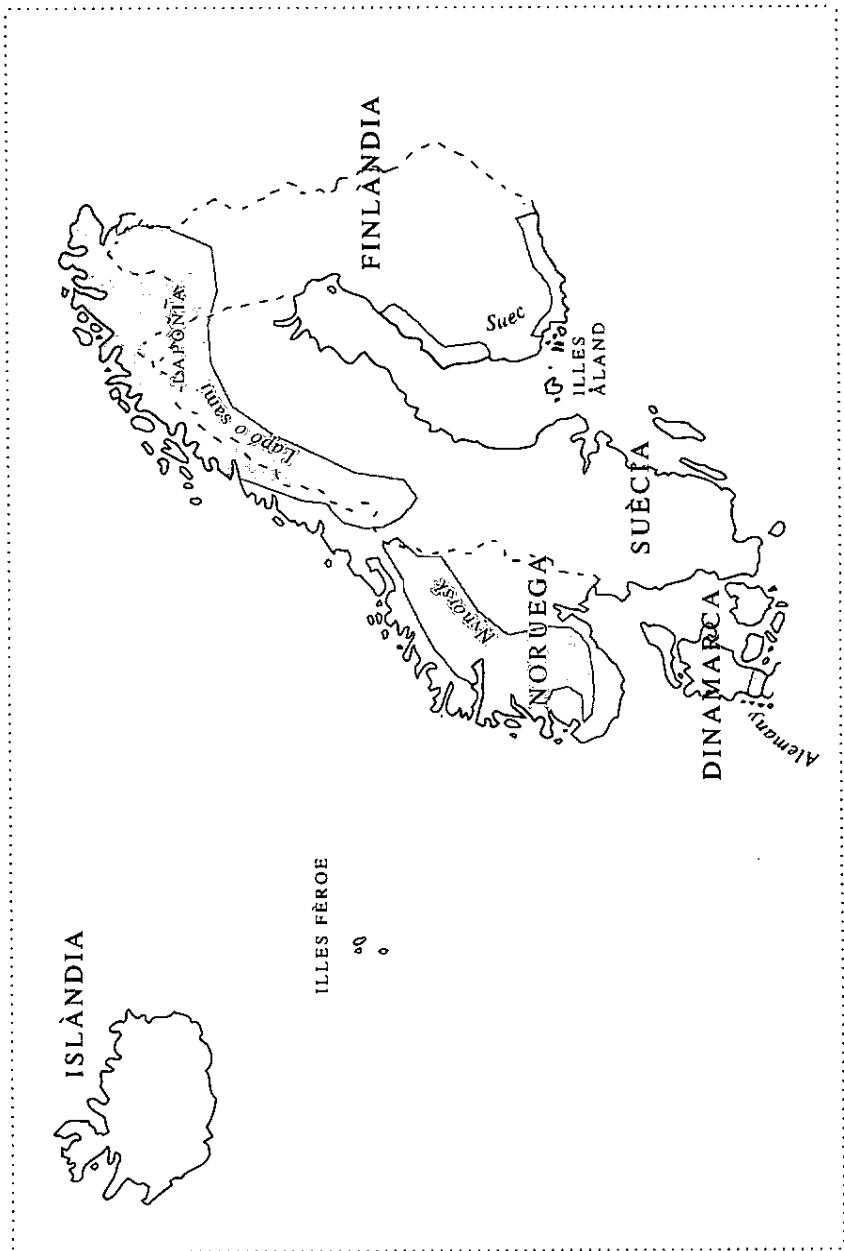 ISLÀNDIA
ILLES FÈROE
LAPÒNIA
Lapó o sami
FINLÀNDIA
Suec
ILLES
ÅLAND
Nynorsk
NORUEGA
SUÈCIA
DINAMARCA
Alemany